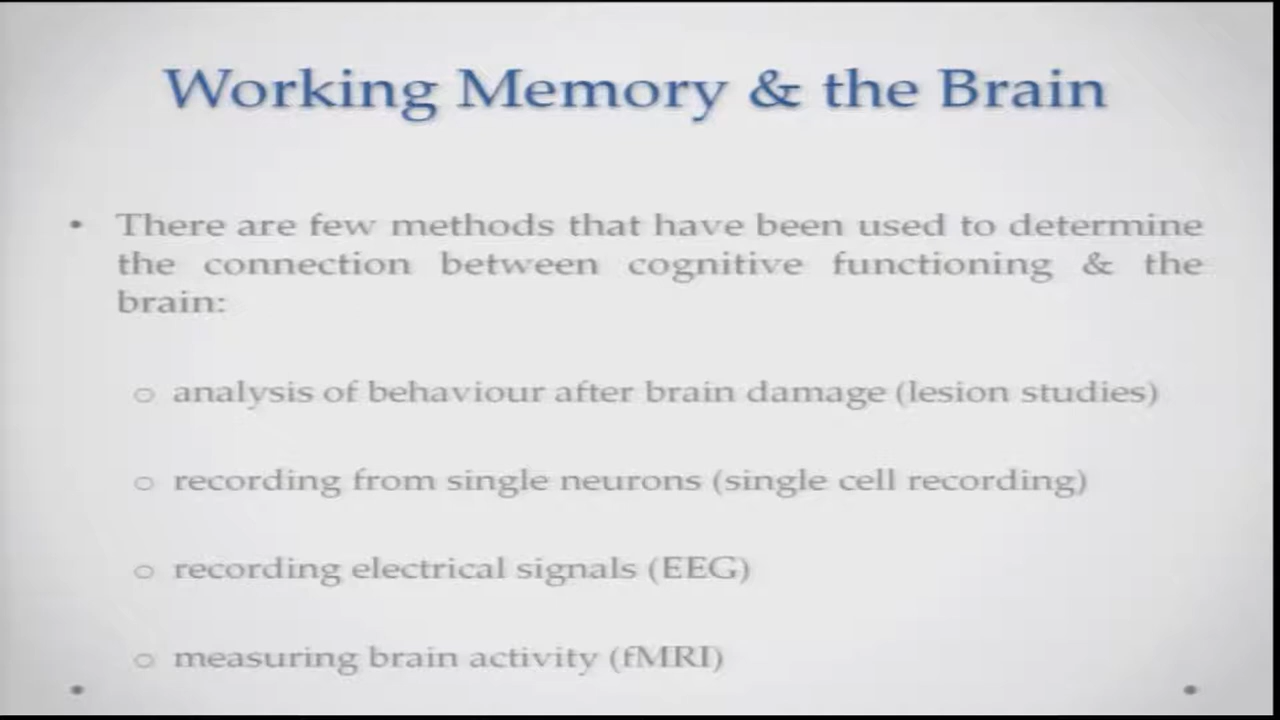 Working Memory & the Brain
• There are few methods that have been used to determine
the connection between cognitive functioning & the
brain:
o analysis of behaviour after brain damage (lesion studies)
o recording from single neurons (single cell recording)
o recording electrical signals (EEG)
o measuring brain activity (fMRI)